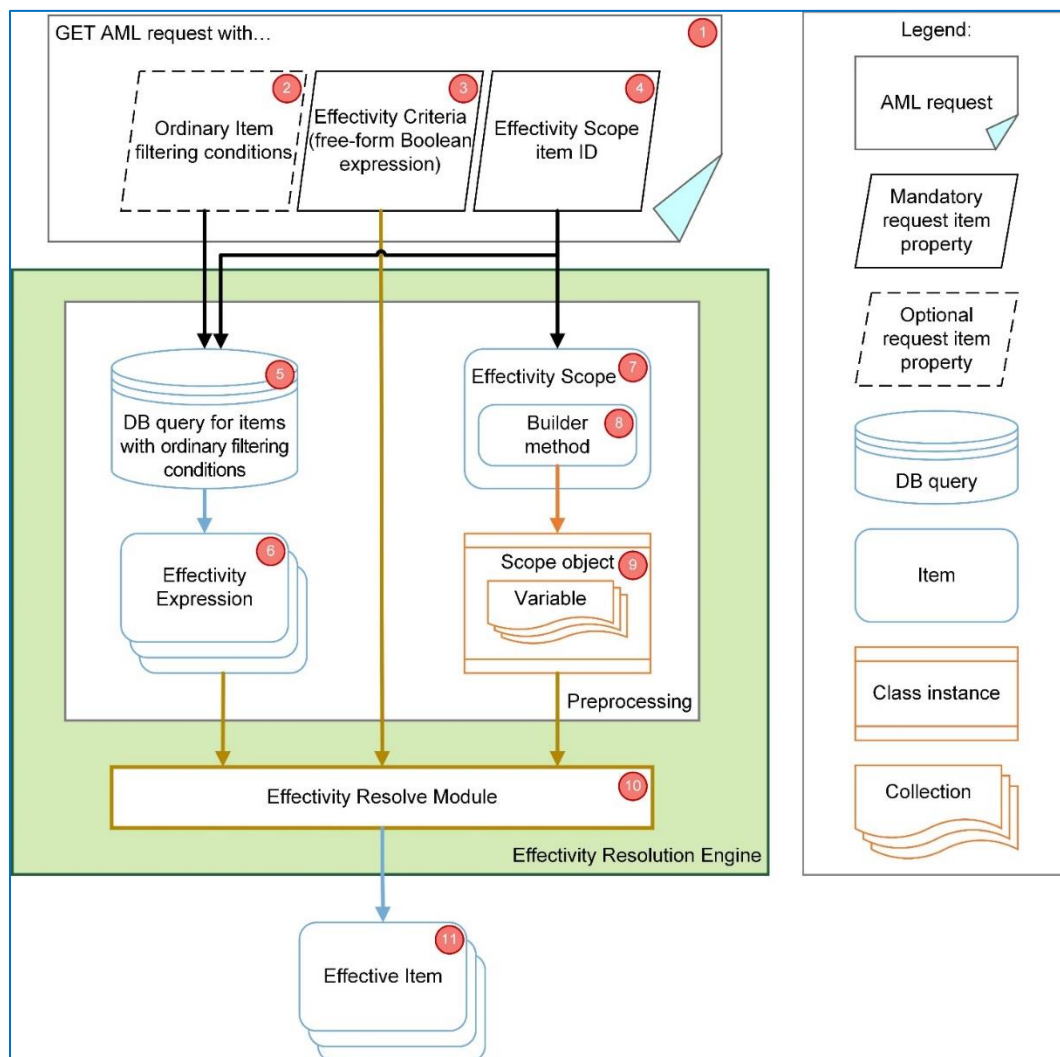 GET AML request with...
1
2
Ordinary Item
filtering conditions
3
Effectivity Criteria
(free-form Boolean
expression)
4
Effectivity Scope
item ID
5
DB query for items
with ordinary filtering
conditions
6
Effectivity
Expression
7
Effectivity Scope
8
Builder
method
9
Scope object
Variable
Preprocessing
Effectivity Resolve Module
10
Effectivity Resolution Engine
11
Effective Item
Legend:
AML request
Mandatory
request item
property
Optional
request item
property
DB query
Item
Class instance
Collection